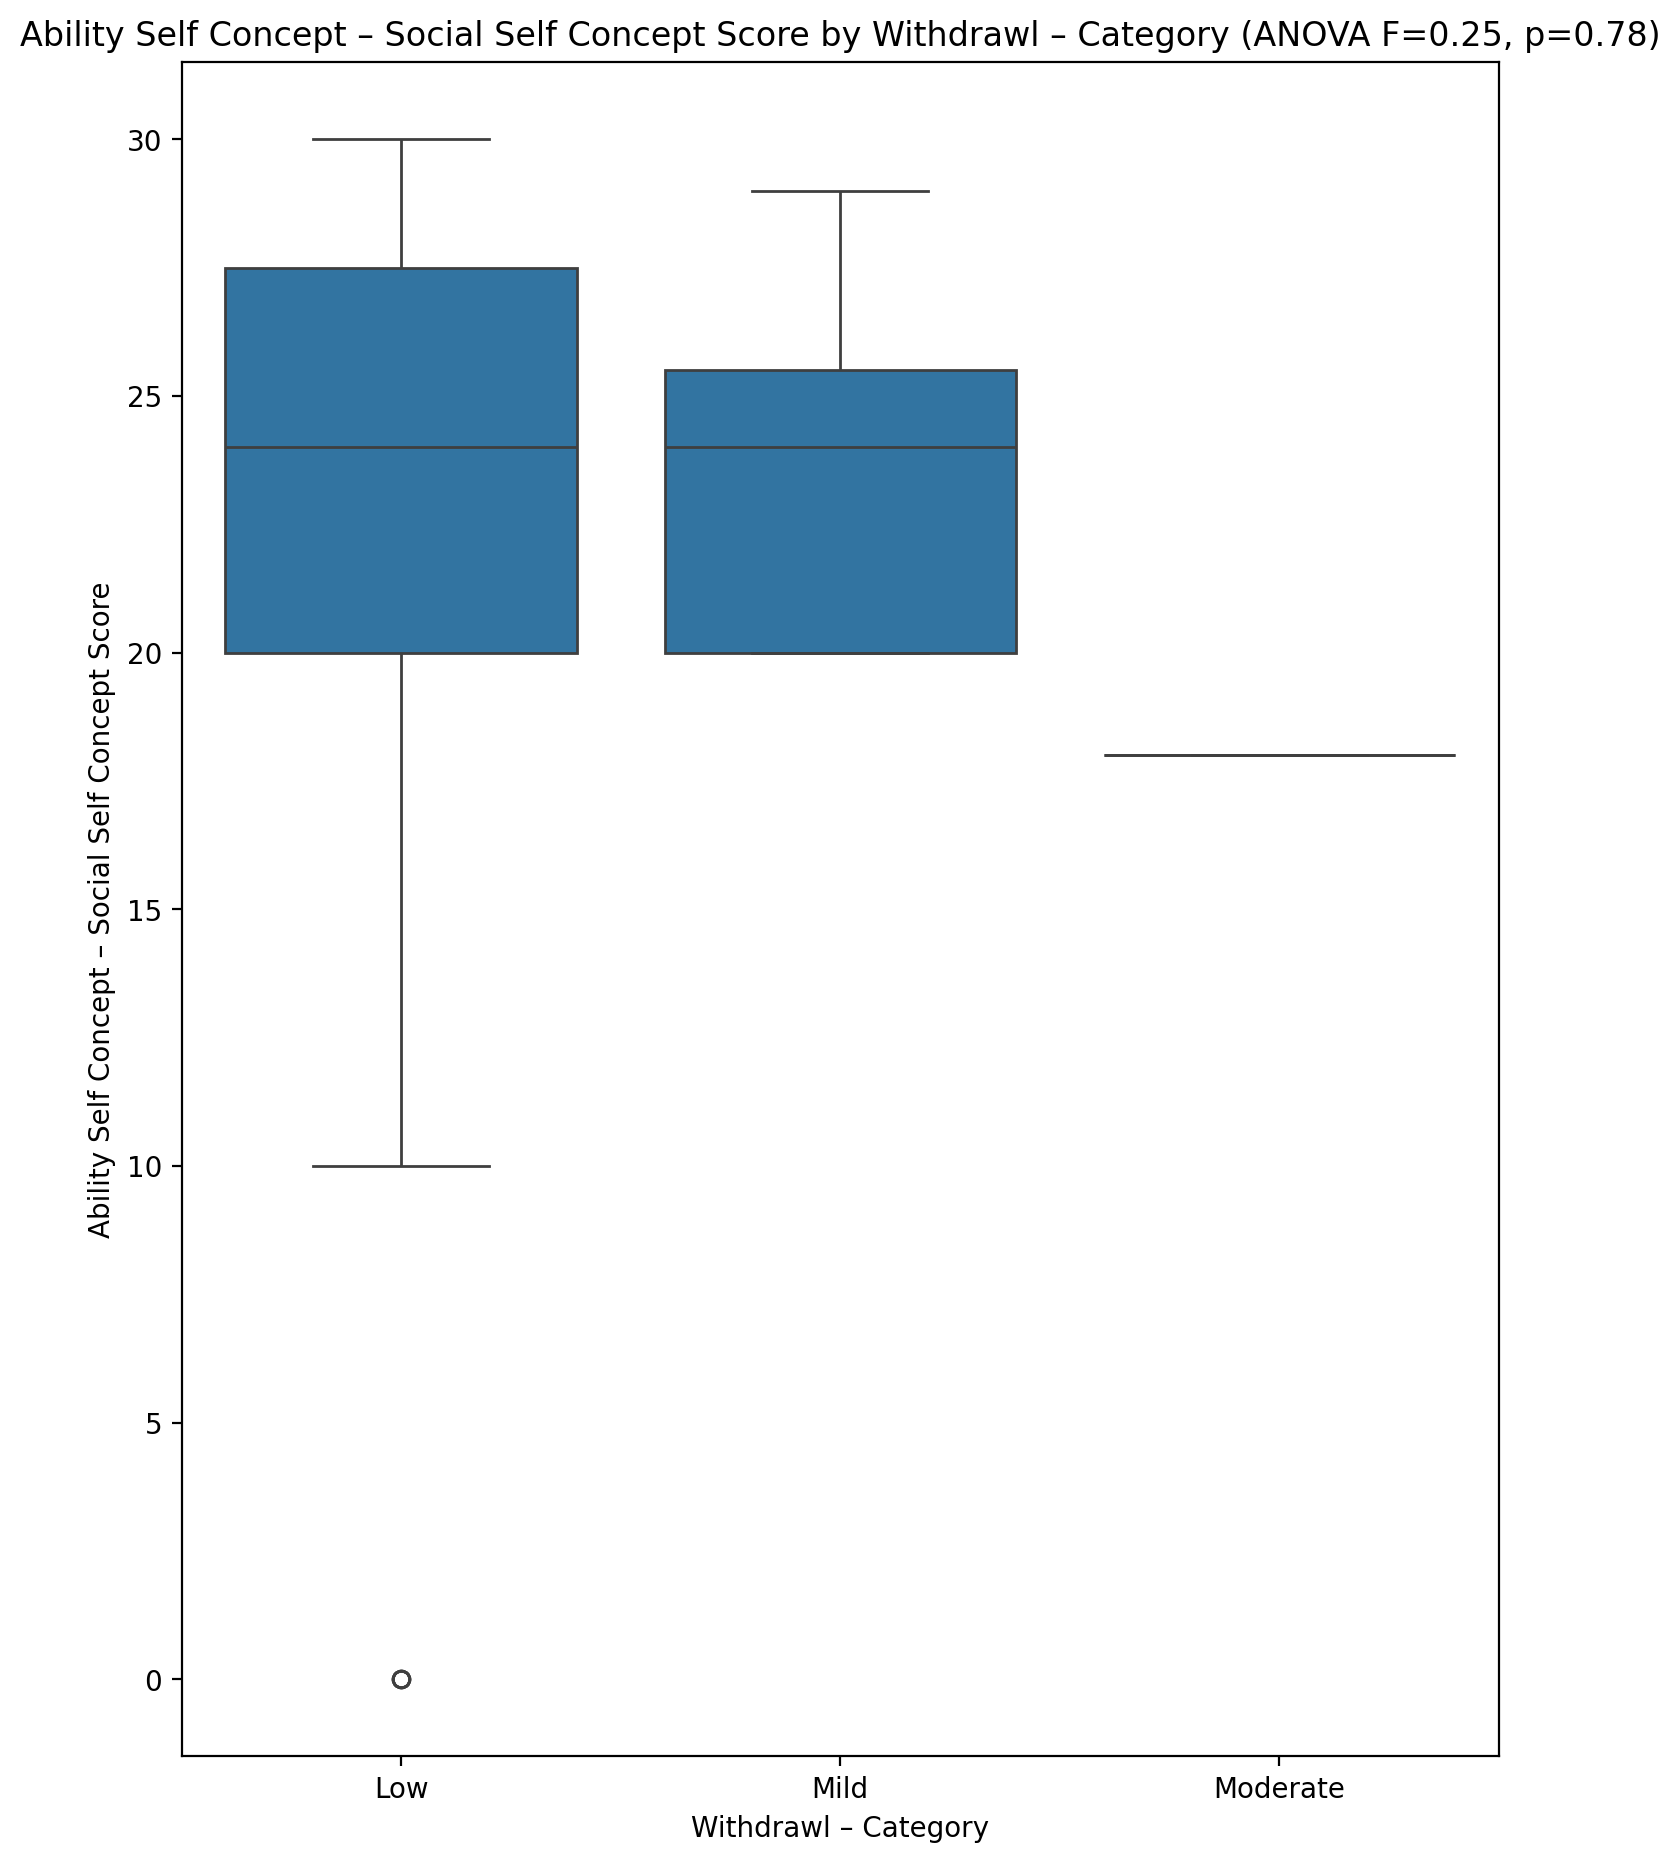 Ability Self Concept – Social Self Concept Score by Withdrawl – Category (ANOVA F=0.25, p=0.78)
Ability Self Concept – Social Self Concept Score
30
25
20
15
10
5
0
Low
Mild
Moderate
Withdrawl – Category